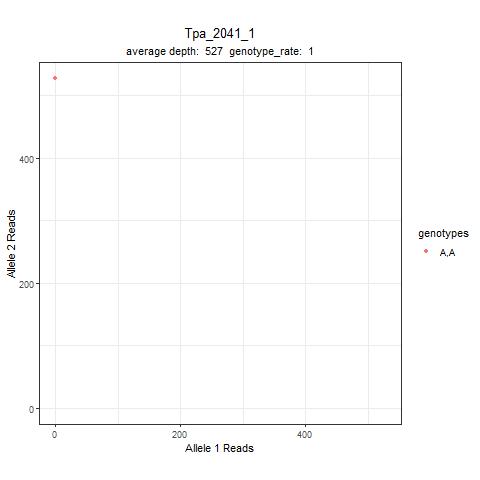 Tpa_2041_1
average depth:  527  genotype_rate:  1
Allele 2 Reads
400
200
0
0 200 400
Allele 1 Reads
genotypes
A,A